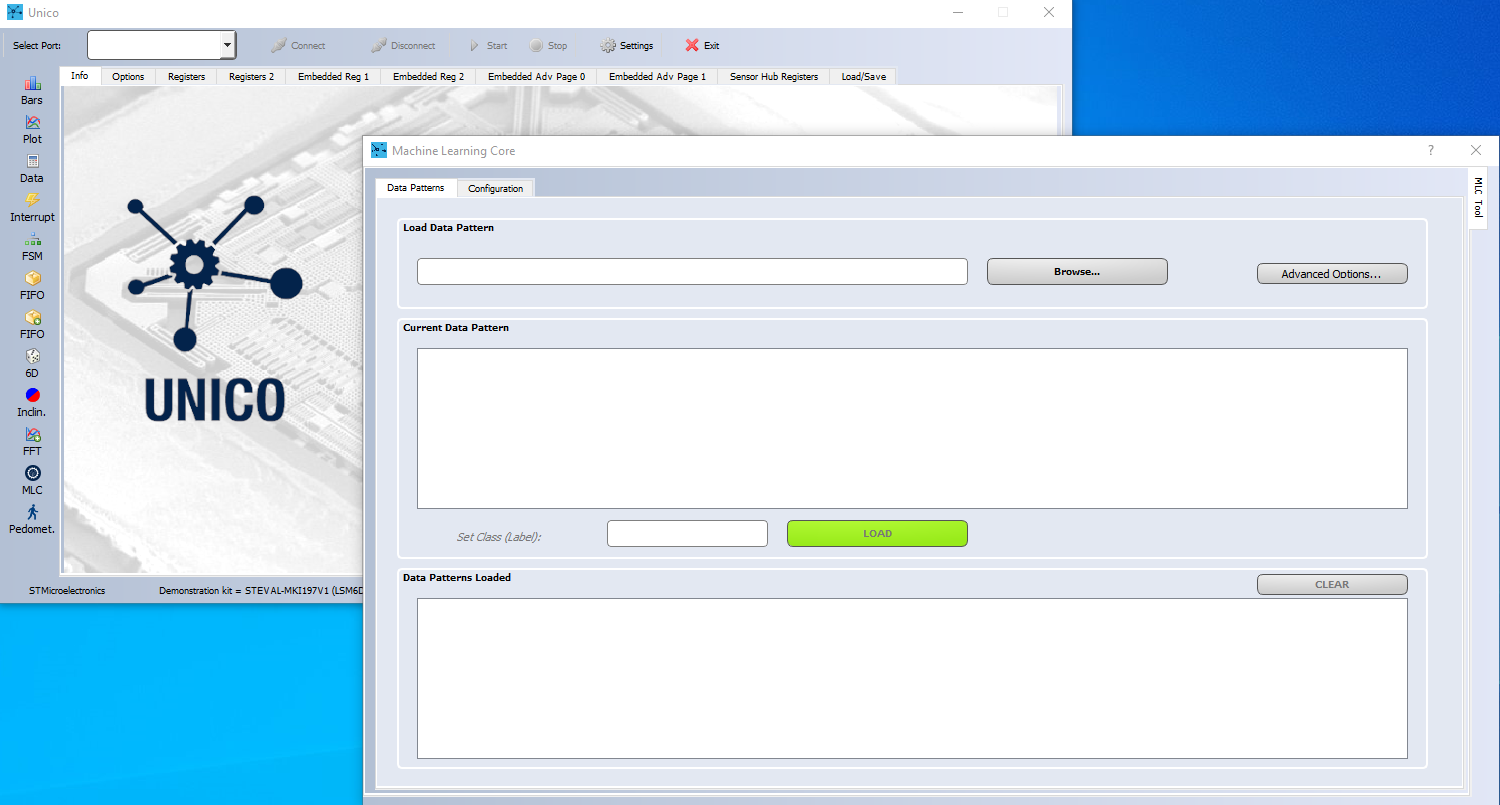 Unico
Select Port:
Connect
Disconnect
Start
Stop
Settings
Exit
Info
Options
Registers
Registers 2
Embedded Reg 1
Embedded Reg 2
Embedded Adv Page 0
Embedded Adv Page 1
Sensor Hub Registers
Load/Save
Bars
Plot
Data
Interrupt
FSM
FIFO
FIFO
6D
Inclin.
FFT
MLC
Pedomet.
UNICO
STMicroelectronics
Demonstration kit = STEVAL-MKI197V1 (LSM6D
Machine Learning Core
?
MLC Tool
Data Patterns
Configuration
Load Data Pattern
Browse...
Advanced Options...
Current Data Pattern
Set Class (Label):
LOAD
Data Patterns Loaded
CLEAR